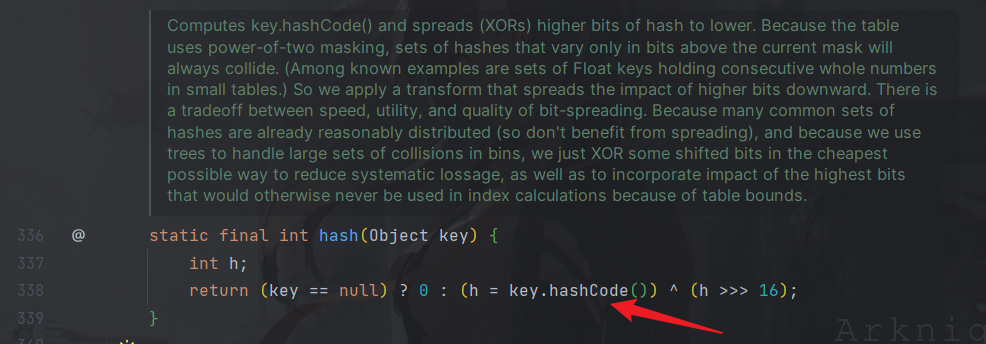 Computes key.hashCode() and spreads (XORs) higher bits of hash to lower. Because the table
uses power-of-two masking, sets of hashes that vary only in bits above the current mask will
always collide. (Among known examples are sets of Float keys holding consecutive whole numbers
in small tables.) So we apply a transform that spreads the impact of higher bits downward. There is
a tradeoff between speed, utility, and quality of bit-spreading. Because many common sets of
hashes are already reasonably distributed (so don't benefit from spreading), and because we use
trees to handle large sets of collisions in bins, we just XOR some shifted bits in the cheapest
possible way to reduce systematic lossage, as well as to incorporate impact of the highest bits
that would otherwise never be used in index calculations because of table bounds.
336 @ static final int hash(Object key) {
337 int h;
338 return (key == null) ? 0 : (h = key.hashCode()) ^ (h >>> 16);
339 }
Arknig